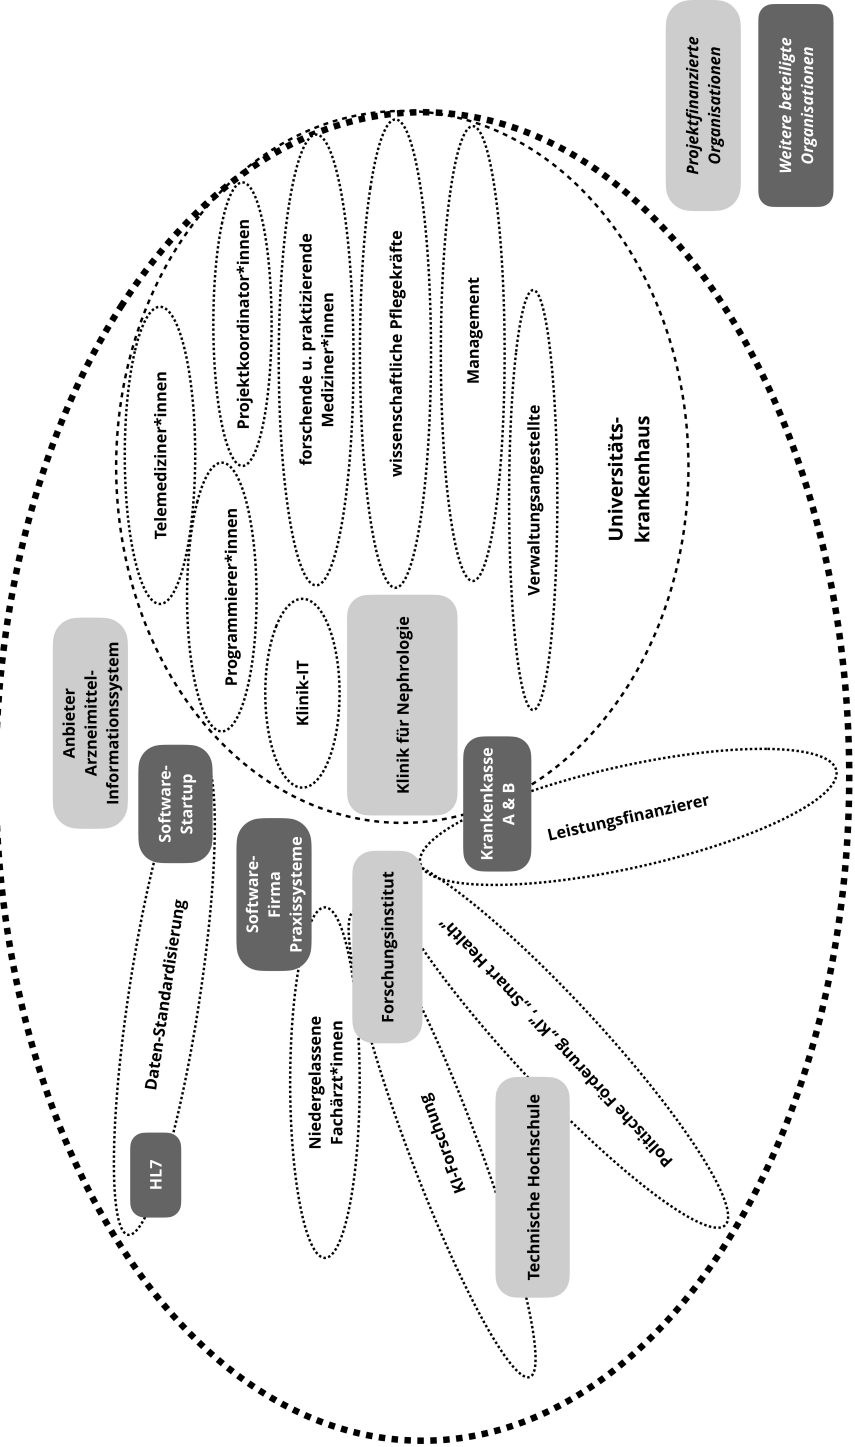 Projektfinanzierte
Organisationen
Weitere beteiligte
Organisationen
Telemediziner*innen
Projektkoordinator*innen
forschende u. praktizierende
Mediziner*innen
wissenschaftliche Pflegekräfte
Management
Verwaltungsangestellte
Universitäts-
krankenhaus
Programmierer*innen
Klinik-IT
Klinik für Nephrologie
Anbieter
Arzneimittel-
Informationssystem
Software-
Startup
Software-
Firma
Praxissysteme
Krankenkasse
A & B
Leistungsfinanzierer
Forschungsinstitut
Daten-Standardisierung
HL7
Niedergelassene
Fachärzt*innen
KI-Forschung
Technische Hochschule
Politische Förderung „KI“, „Smart Health“